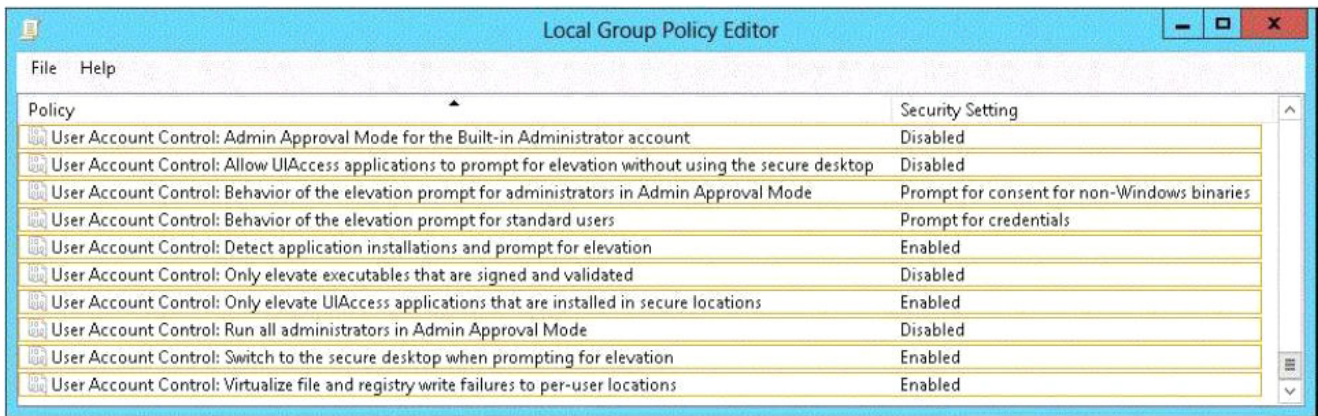 Local Group Policy Editor
File Help
Policy Security Setting
User Account Control: Admin Approval Mode for the Built-in Administrator account Disabled
User Account Control: Allow UIAccess applications to prompt for elevation without using the secure desktop Disabled
User Account Control: Behavior of the elevation prompt for administrators in Admin Approval Mode Prompt for consent for non-Windows binaries
User Account Control: Behavior of the elevation prompt for standard users Prompt for credentials
User Account Control: Detect application installations and prompt for elevation Enabled
User Account Control: Only elevate executables that are signed and validated Disabled
User Account Control: Only elevate UIAccess applications that are installed in secure locations Enabled
User Account Control: Run all administrators in Admin Approval Mode Disabled
User Account Control: Switch to the secure desktop when prompting for elevation Enabled
User Account Control: Virtualize file and registry write failures to per-user locations Enabled